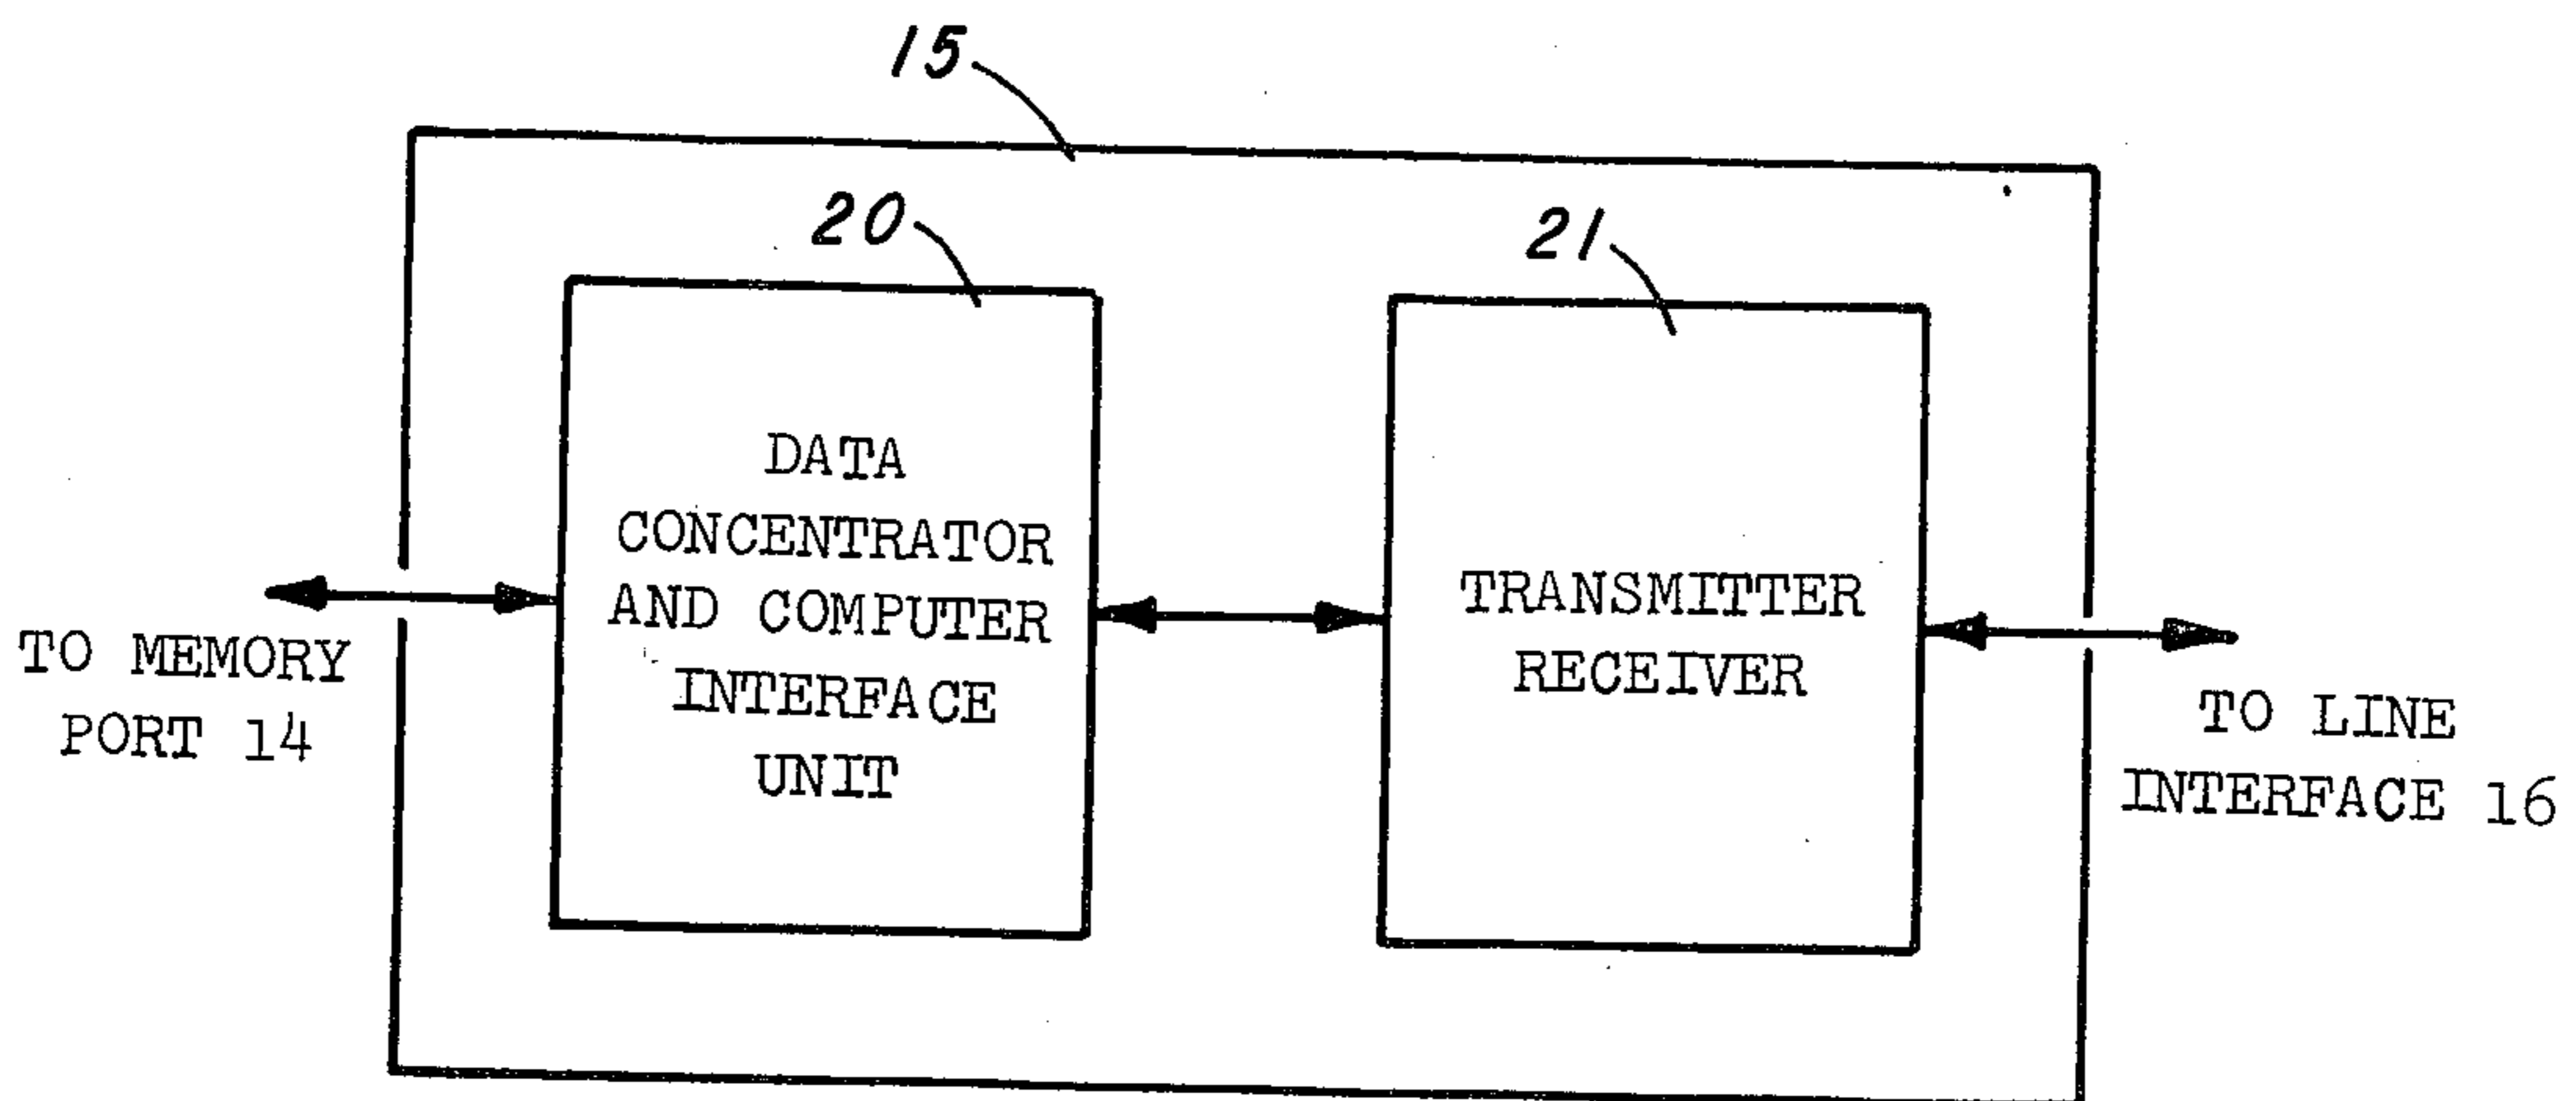 15
20
21
DATA
CONCENTRATOR
AND COMPUTER
INTERFACE
UNIT
TRANSMITTER
RECEIVER
TO MEMORY
PORT 14
TO LINE
INTERFACE 16